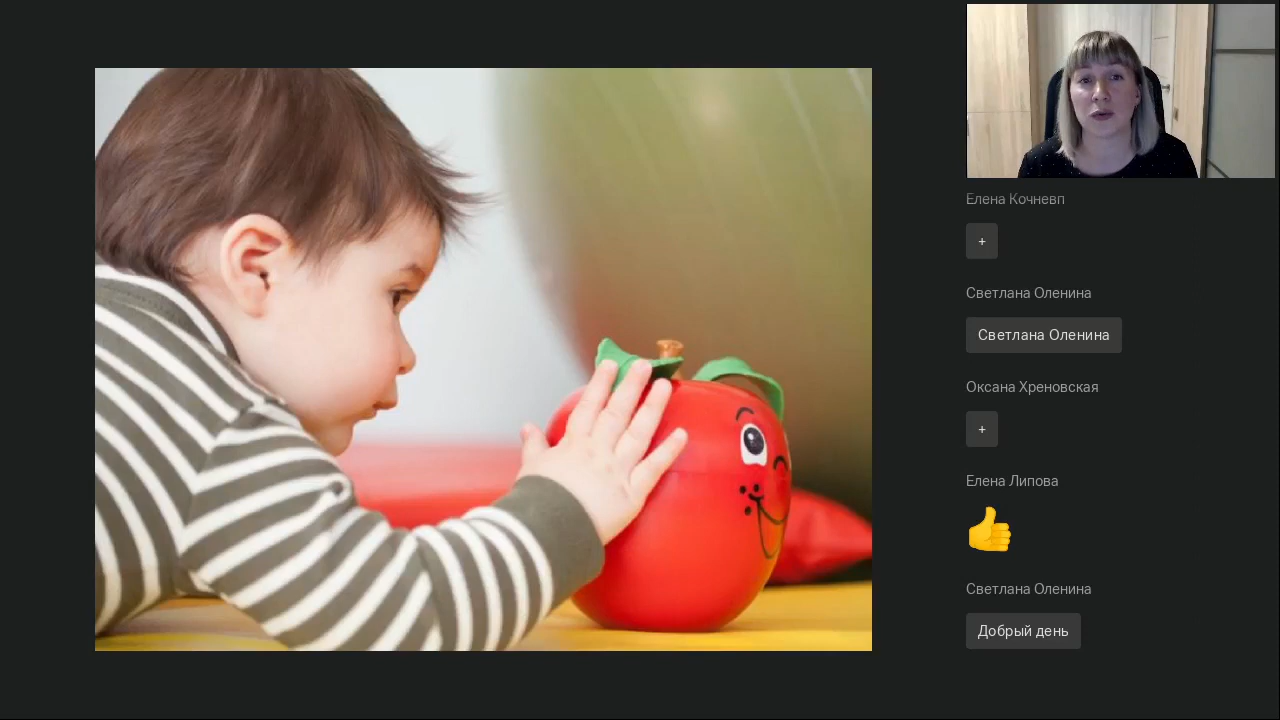 Елена Кочневп
+
Светлана Оленина
Светлана Оленина
Оксана Хреновская
+
Елена Липова
Светлана Оленина
Добрый день